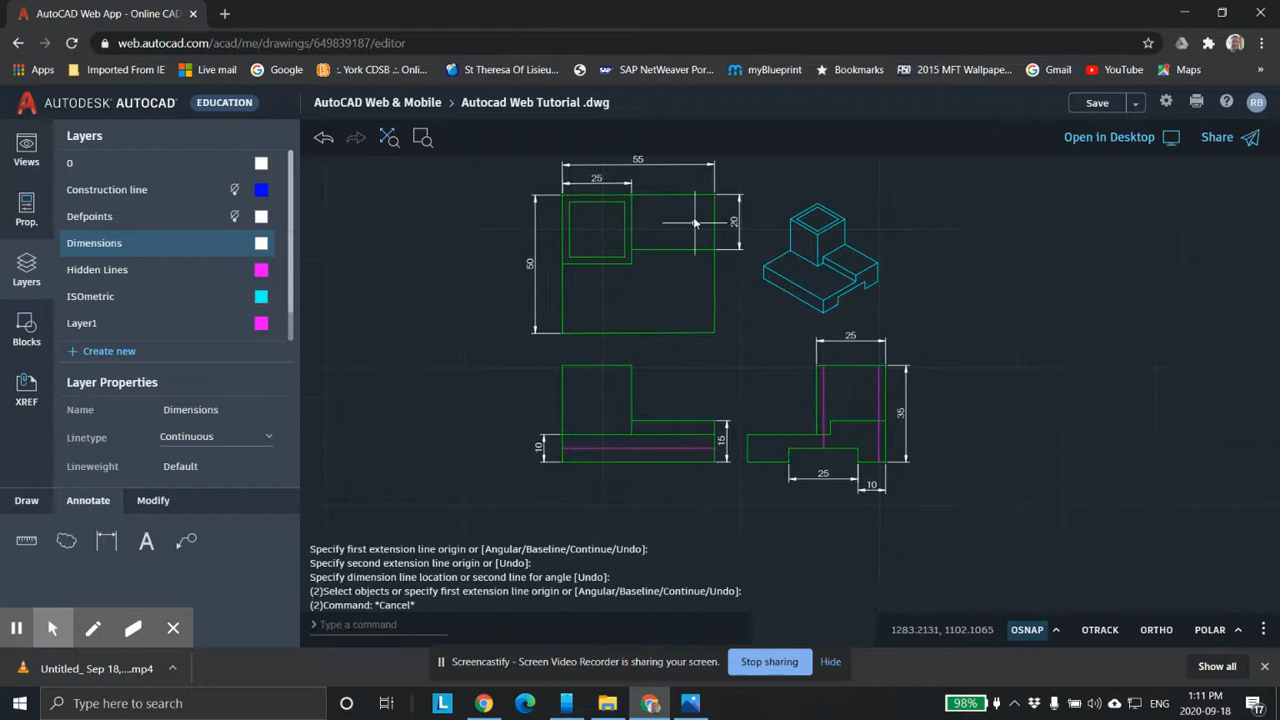 AutoCAD Web App - Online CAD
web.autocad.com/acad/me/drawings/649839187/editor
Apps
Imported From IE
Live mail
Google
:. York CDSB :. Onli...
St Theresa Of Lisieu...
SAP NetWeaver Por...
myBlueprint
Bookmarks
2015 MFT Wallpape...
Gmail
YouTube
Maps
AUTODESK AUTOCAD
EDUCATION
AutoCAD Web & Mobile > Autocad Web Tutorial .dwg
Save
RB
Views
Prop.
Layers
Blocks
XREF
Layers
0
Construction line
Defpoints
Dimensions
Hidden Lines
ISOmetric
Layer1
+ Create new
Layer Properties
Name Dimensions
Linetype Continuous
Lineweight Default
Draw Annotate Modify
A
Open in Desktop
Share
55
25
20
50
25
35
10
15
25
10
Specify first extension line origin or [Angular/Baseline/Continue/Undo]:
Specify second extension line origin or [Undo]:
Specify dimension line location or second line for angle [Undo]:
(2)Select objects or specify first extension line origin or [Angular/Baseline/Continue/Undo]:
(2)Command: *Cancel*
Type a command
1283.2131, 1102.1065
OSNAP
OTRACK
ORTHO
POLAR
Untitled_Sep 18,....mp4
Screencastify - Screen Video Recorder is sharing your screen.
Stop sharing
Hide
Show all
Type here to search
L
98%
ENG
1:11 PM
2020-09-18
17